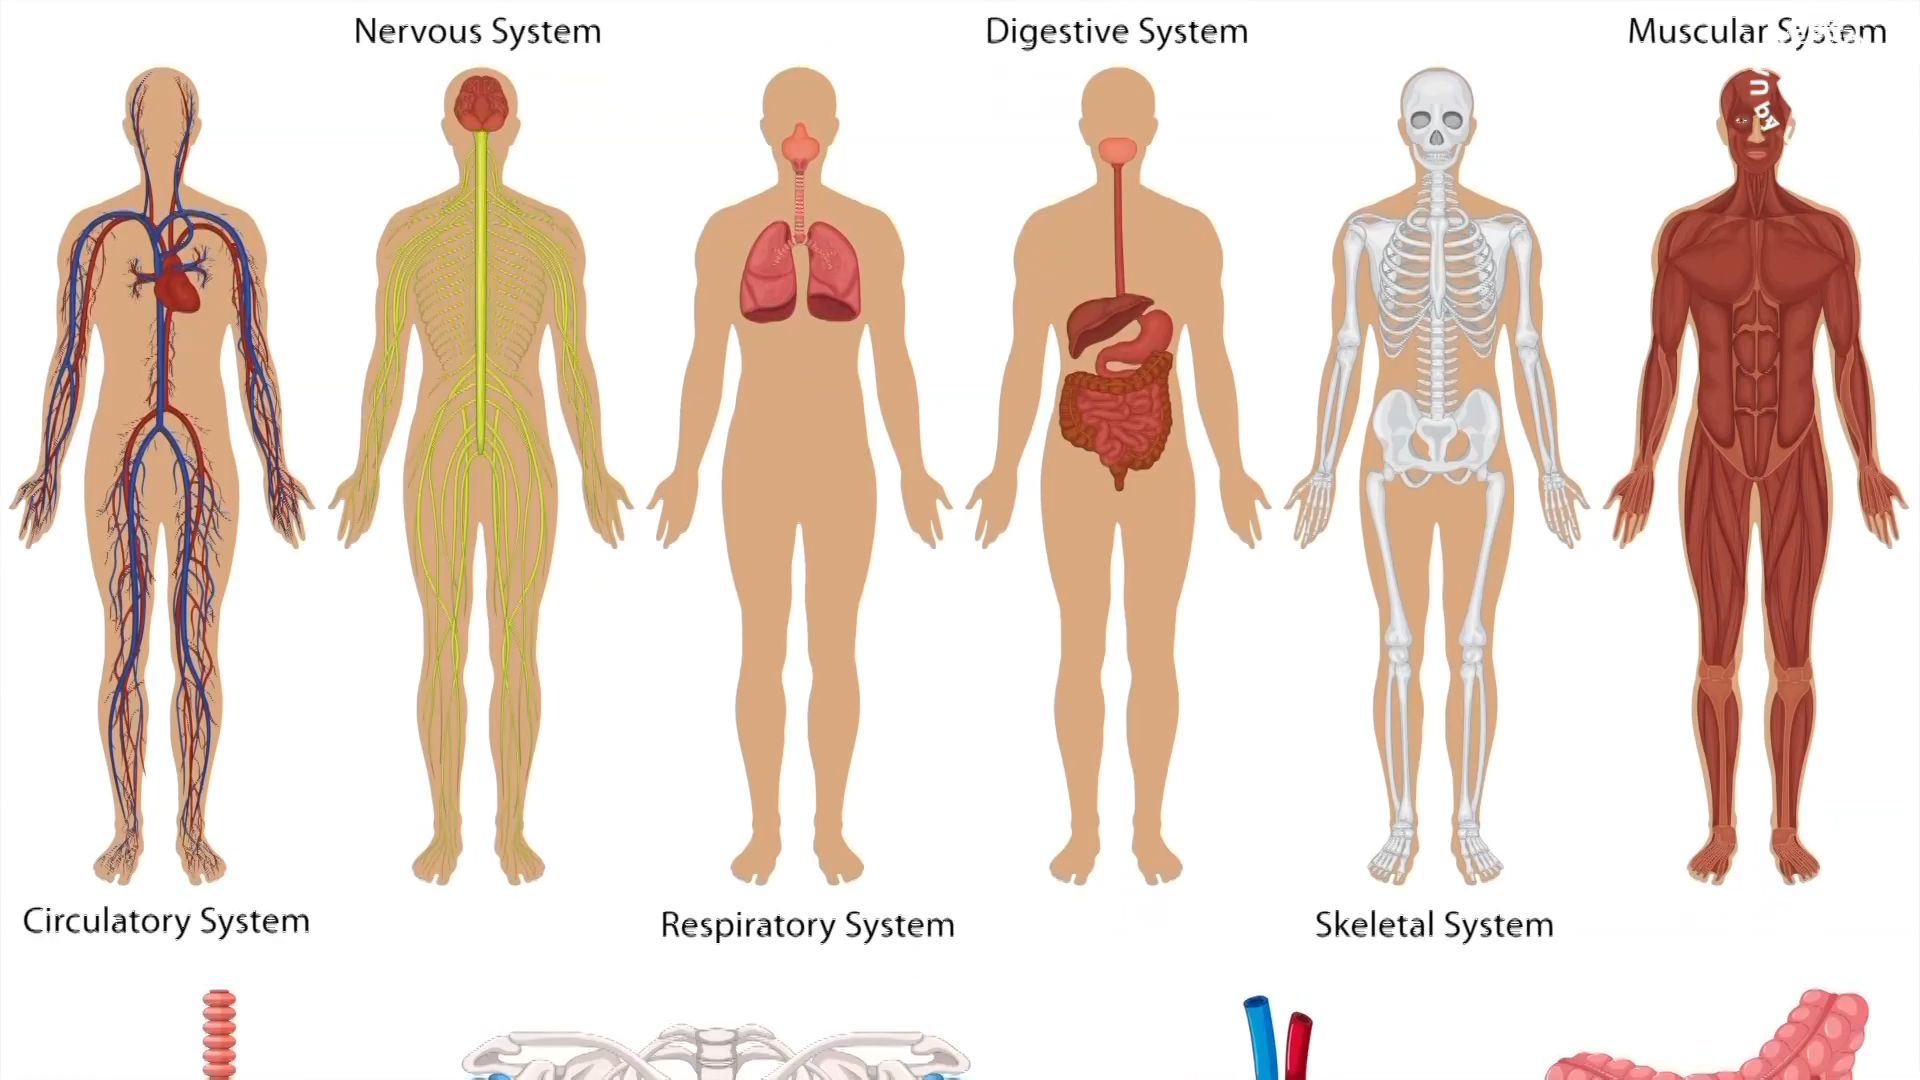 Nervous System
Digestive System
Muscular System
Circulatory System
Respiratory System
Skeletal System